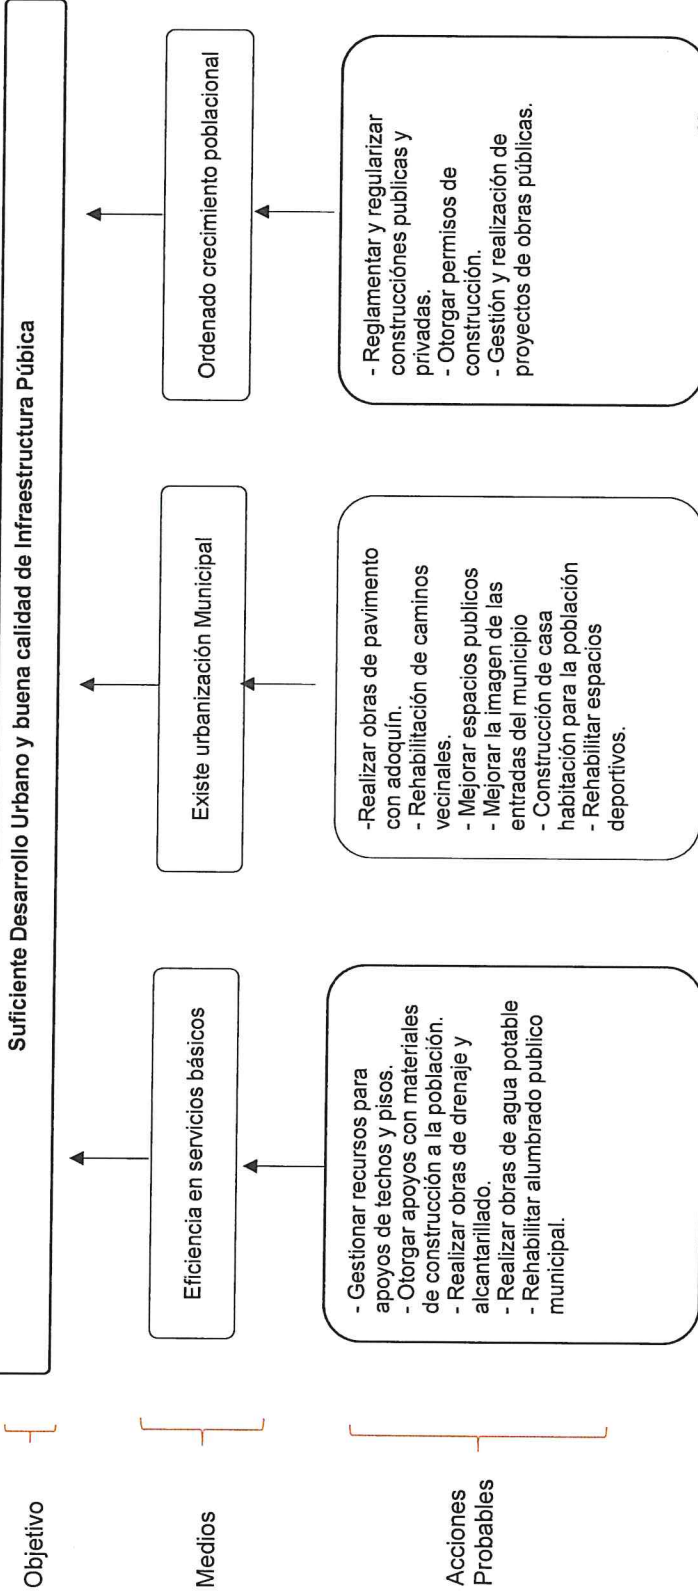 Objetivo
Suficiente Desarrollo Urbano y buena calidad de Infraestructura Púbica
Medios
Eficiencia en servicios básicos
Existe urbanización Municipal
Ordenado crecimiento poblacional
Acciones
Probables
- Gestionar recursos para
apoyos de techos y pisos.
- Otorgar apoyos con materiales
de construcción a la población.
- Realizar obras de drenaje y
alcantarillado.
- Realizar obras de agua potable
- Rehabilitar alumbrado publico
municipal.
-Realizar obras de pavimento
con adoquín.
- Rehabilitación de caminos
vecinales.
- Mejorar espacios publicos
- Mejorar la imagen de las
entradas del municipio
- Construcción de casa
habitación para la población
- Rehabilitar espacios
deportivos.
- Reglamentar y regularizar
construcciónes publicas y
privadas.
- Otorgar permisos de
construcción.
- Gestión y realización de
proyectos de obras públicas.